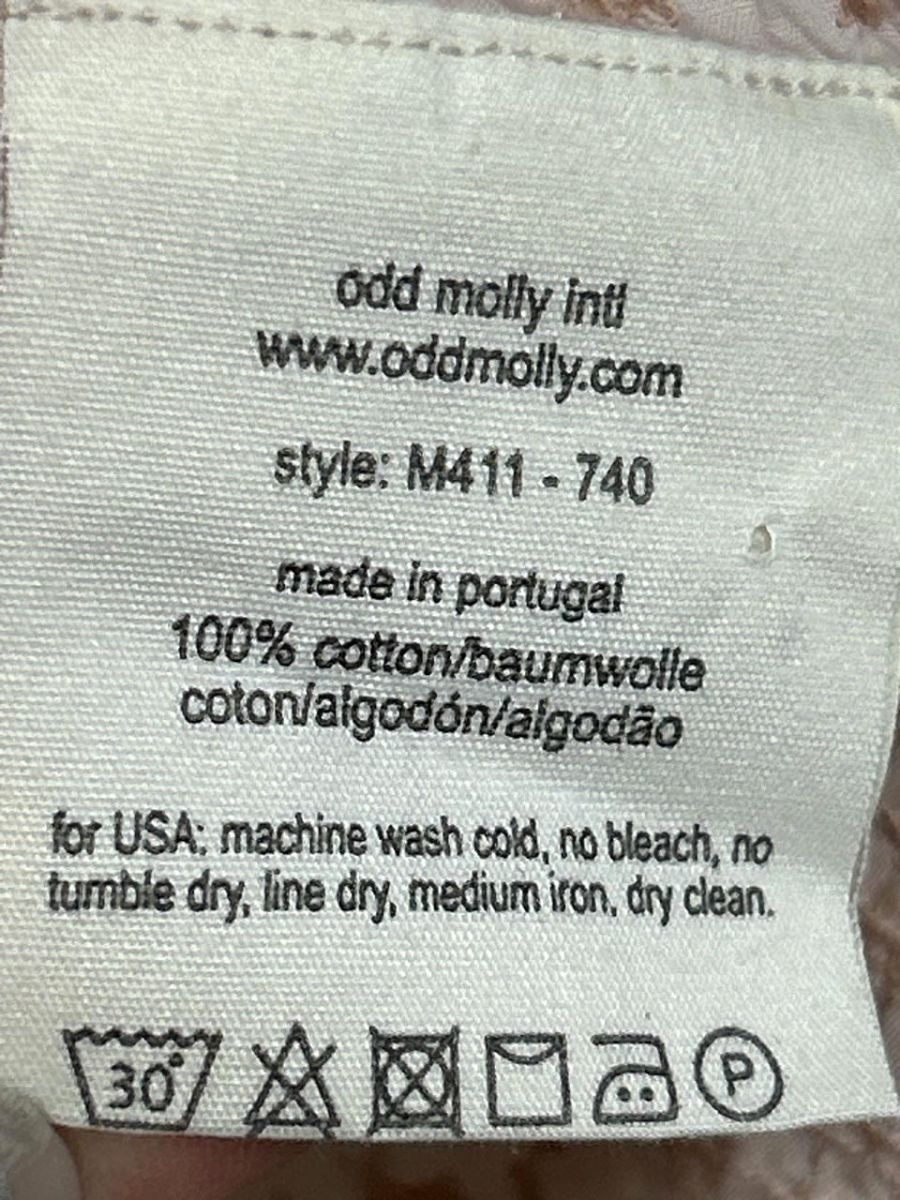 odd molly intl
www.oddmolly.com
style: M411 - 740
made in portugal
100% cotton/baumwolle
coton/algodón/algodão
for USA: machine wash cold, no bleach, no
tumble dry, line dry, medium iron, dry clean.
30° P